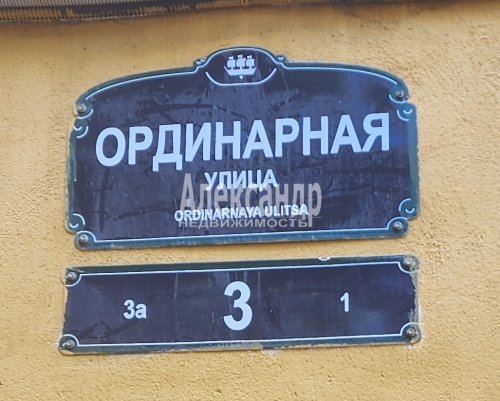 ОРДИНАРНАЯ
УЛИЦА
Александр
ORDINARNAYA ULITSA
НЕДВИЖИМОСТЬ
3а 3 1